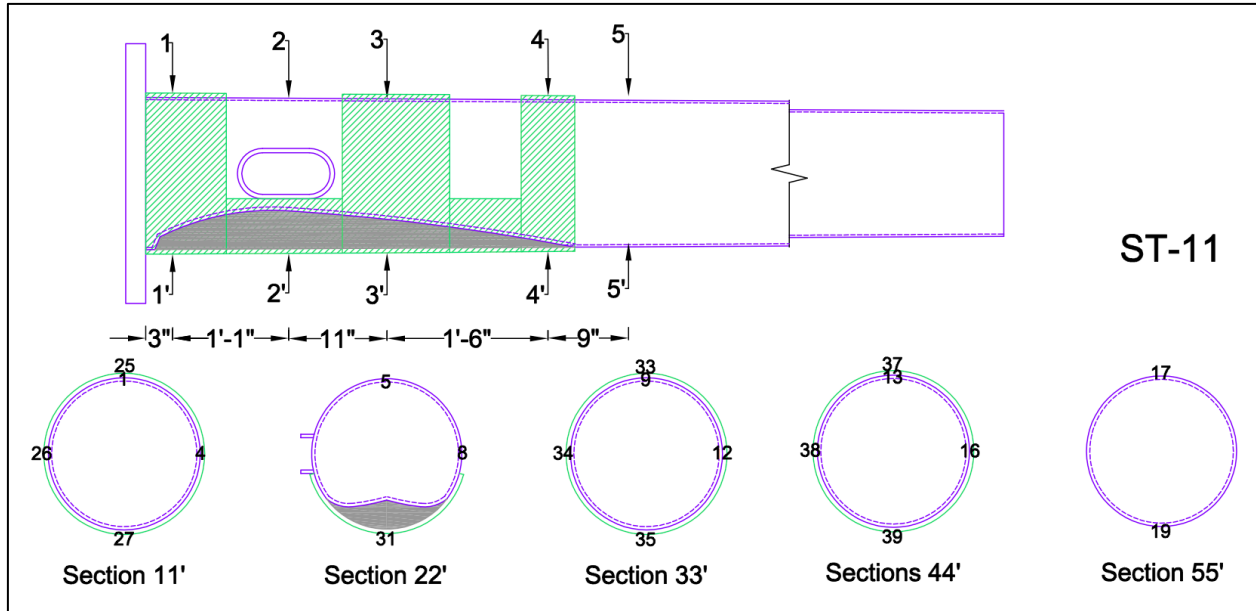 1 2 3 4 5
ST-11
1' 2' 3' 4' 5'
3" 1'-1" 11" 1'-6" 9"
25 33 37
1 5 9 13 17
26 4 8 34 12 38 16
27 31 35 39 19
Section 11' Section 22' Section 33' Sections 44' Section 55'